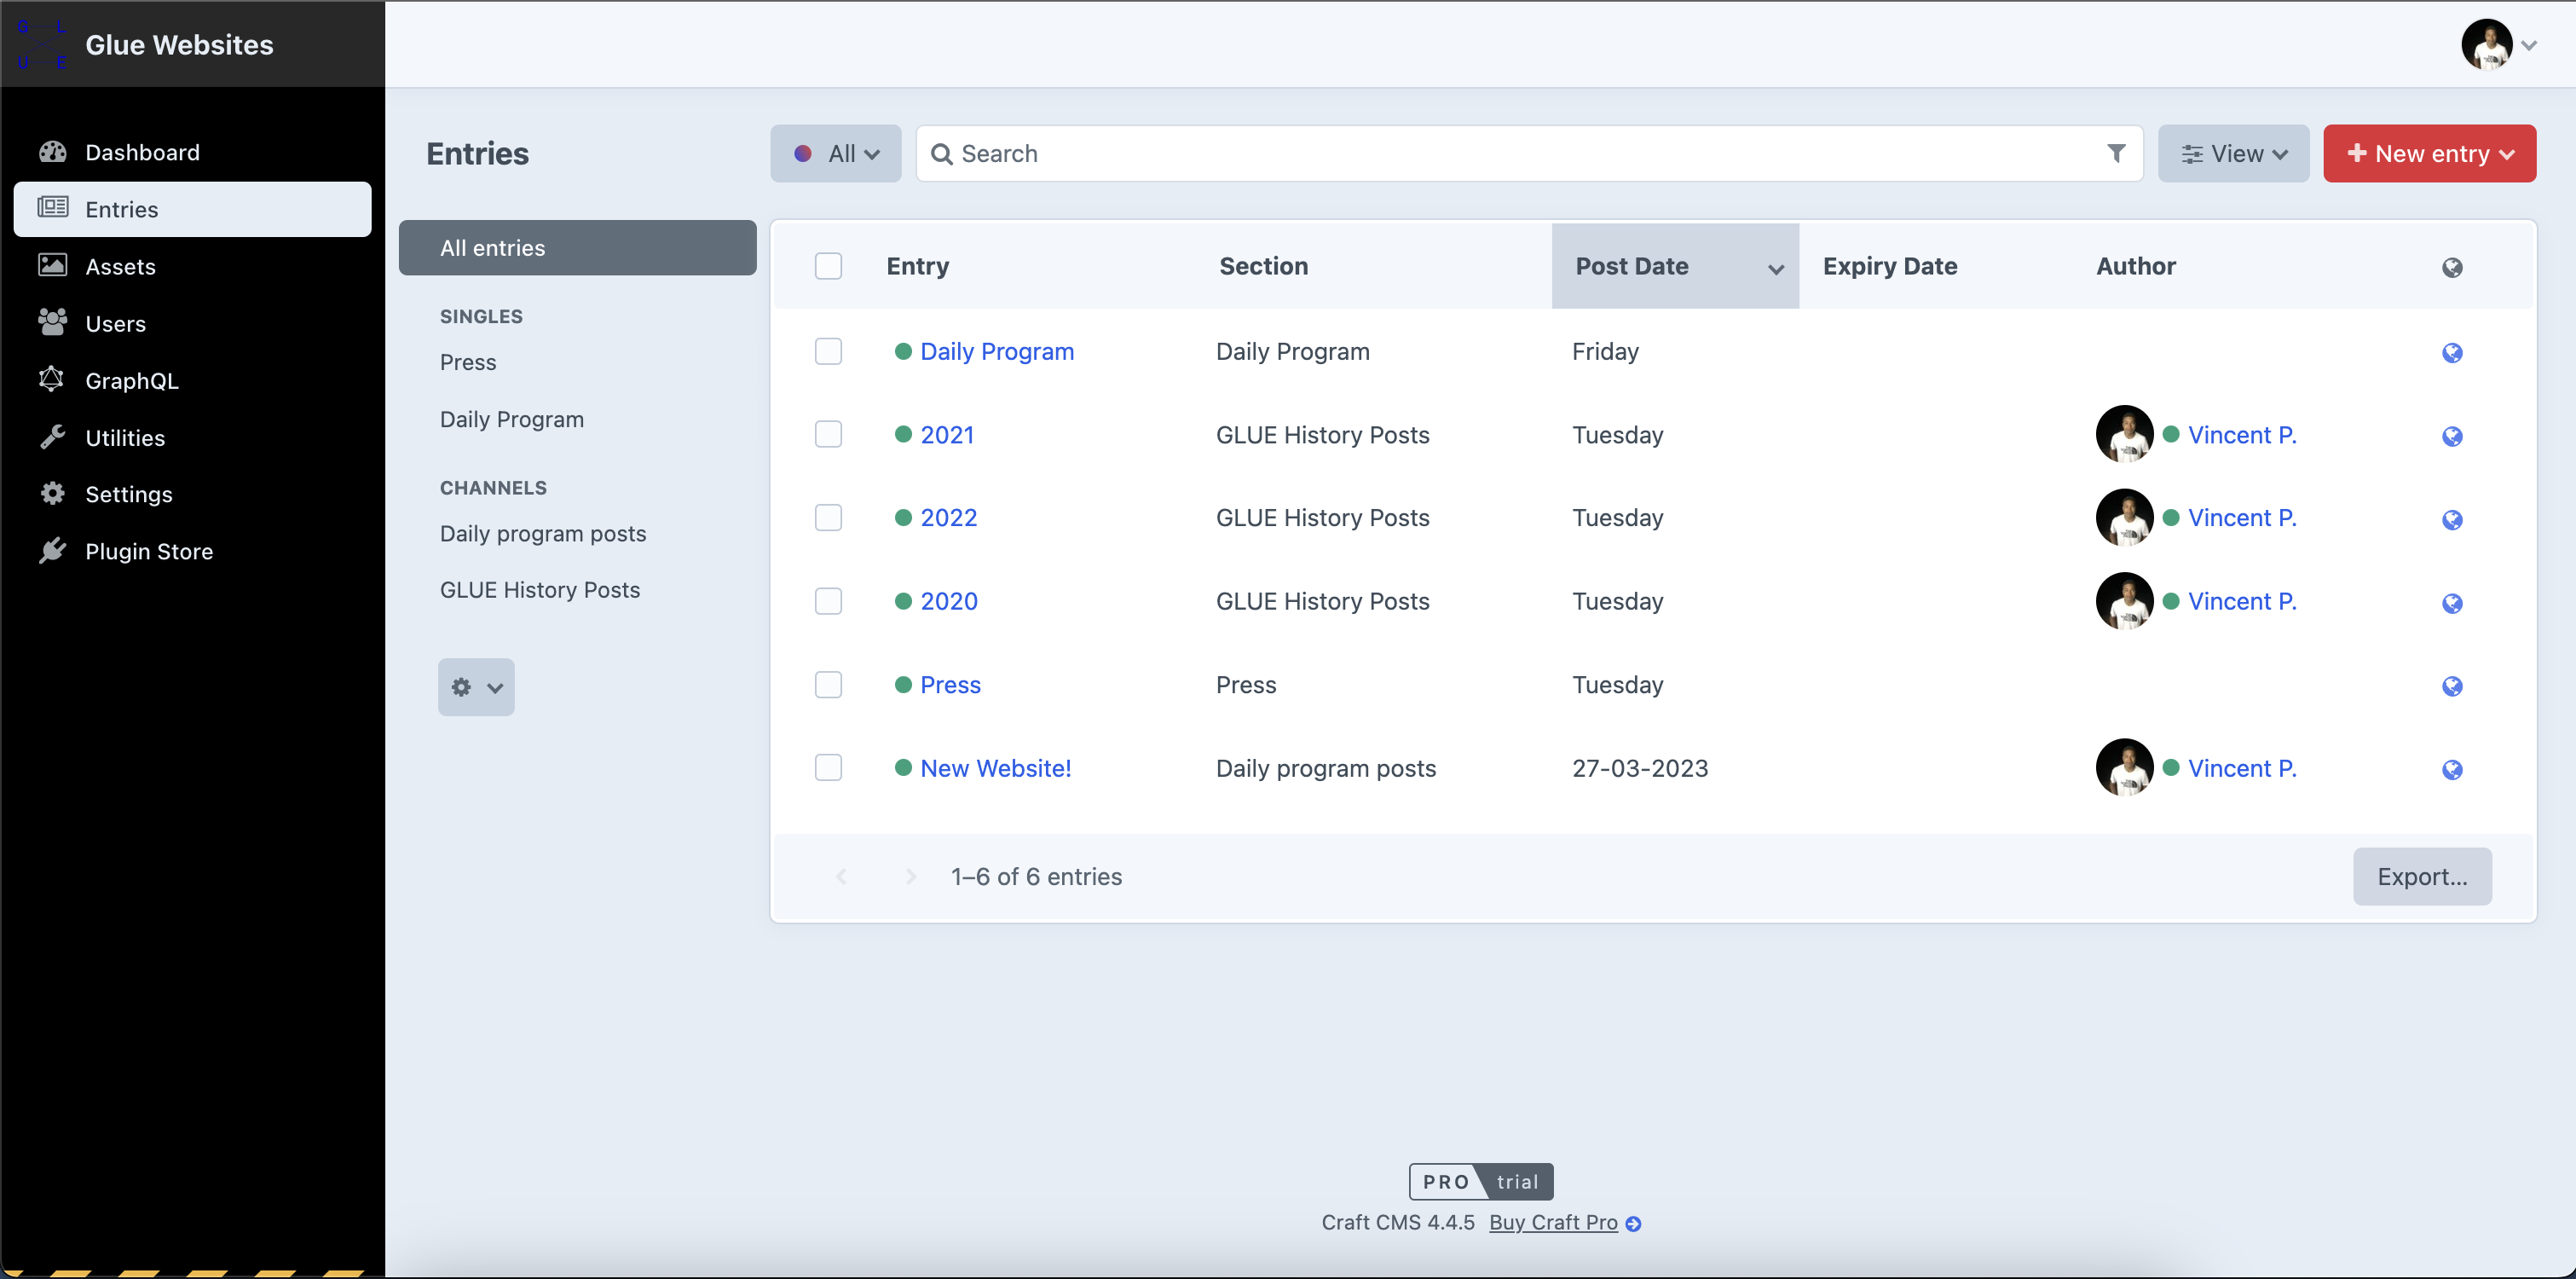 G L
U E
Glue Websites
Dashboard
Entries
Assets
Users
GraphQL
Utilities
Settings
Plugin Store
Entries
All
Search
View
New entry
All entries
SINGLES
Press
Daily Program
CHANNELS
Daily program posts
GLUE History Posts
Entry Section Post Date Expiry Date Author
Daily Program Daily Program Friday
2021 GLUE History Posts Tuesday Vincent P.
2022 GLUE History Posts Tuesday Vincent P.
2020 GLUE History Posts Tuesday Vincent P.
Press Press Tuesday
New Website! Daily program posts 27-03-2023 Vincent P.
1–6 of 6 entries
Export…
PRO trial
Craft CMS 4.4.5 Buy Craft Pro